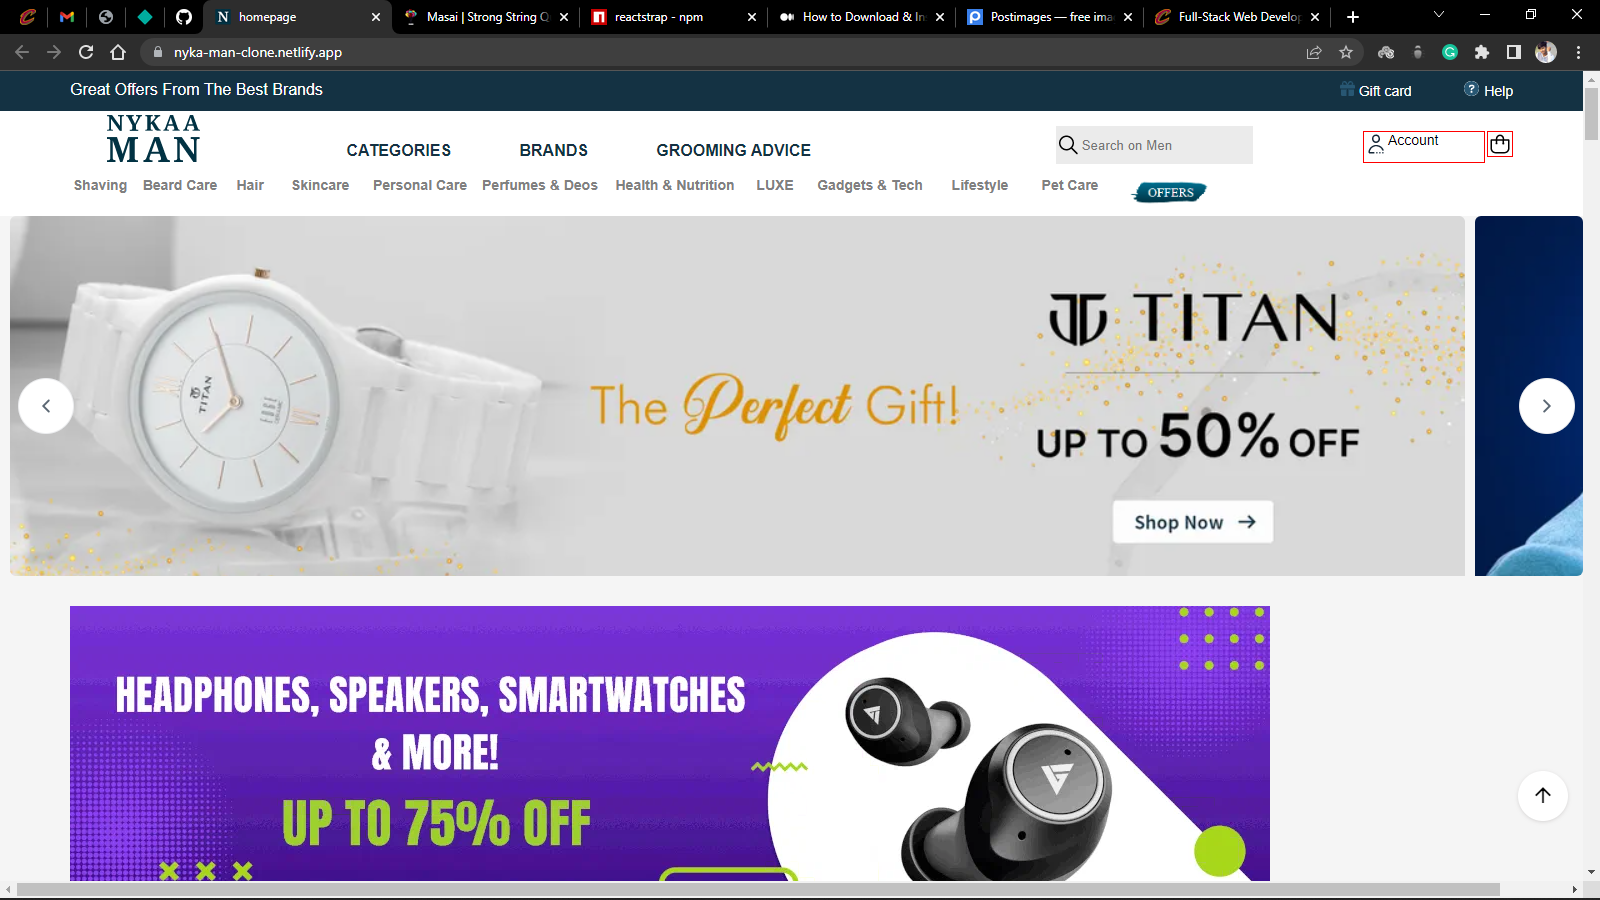 homepage
Masai | Strong String Q
reactstrap - npm
How to Download & In
Postimages — free ima
Full-Stack Web Develop
nyka-man-clone.netlify.app
Great Offers From The Best Brands
Gift card
Help
NYKAA
MAN
CATEGORIES
BRANDS
GROOMING ADVICE
Search on Men
Account
Shaving Beard Care Hair Skincare Personal Care Perfumes & Deos Health & Nutrition LUXE Gadgets & Tech Lifestyle Pet Care OFFERS
TITAN
TITAN
The Perfect Gift!
UP TO 50% OFF
Shop Now
HEADPHONES, SPEAKERS, SMARTWATCHES
& MORE!
UP TO 75% OFF